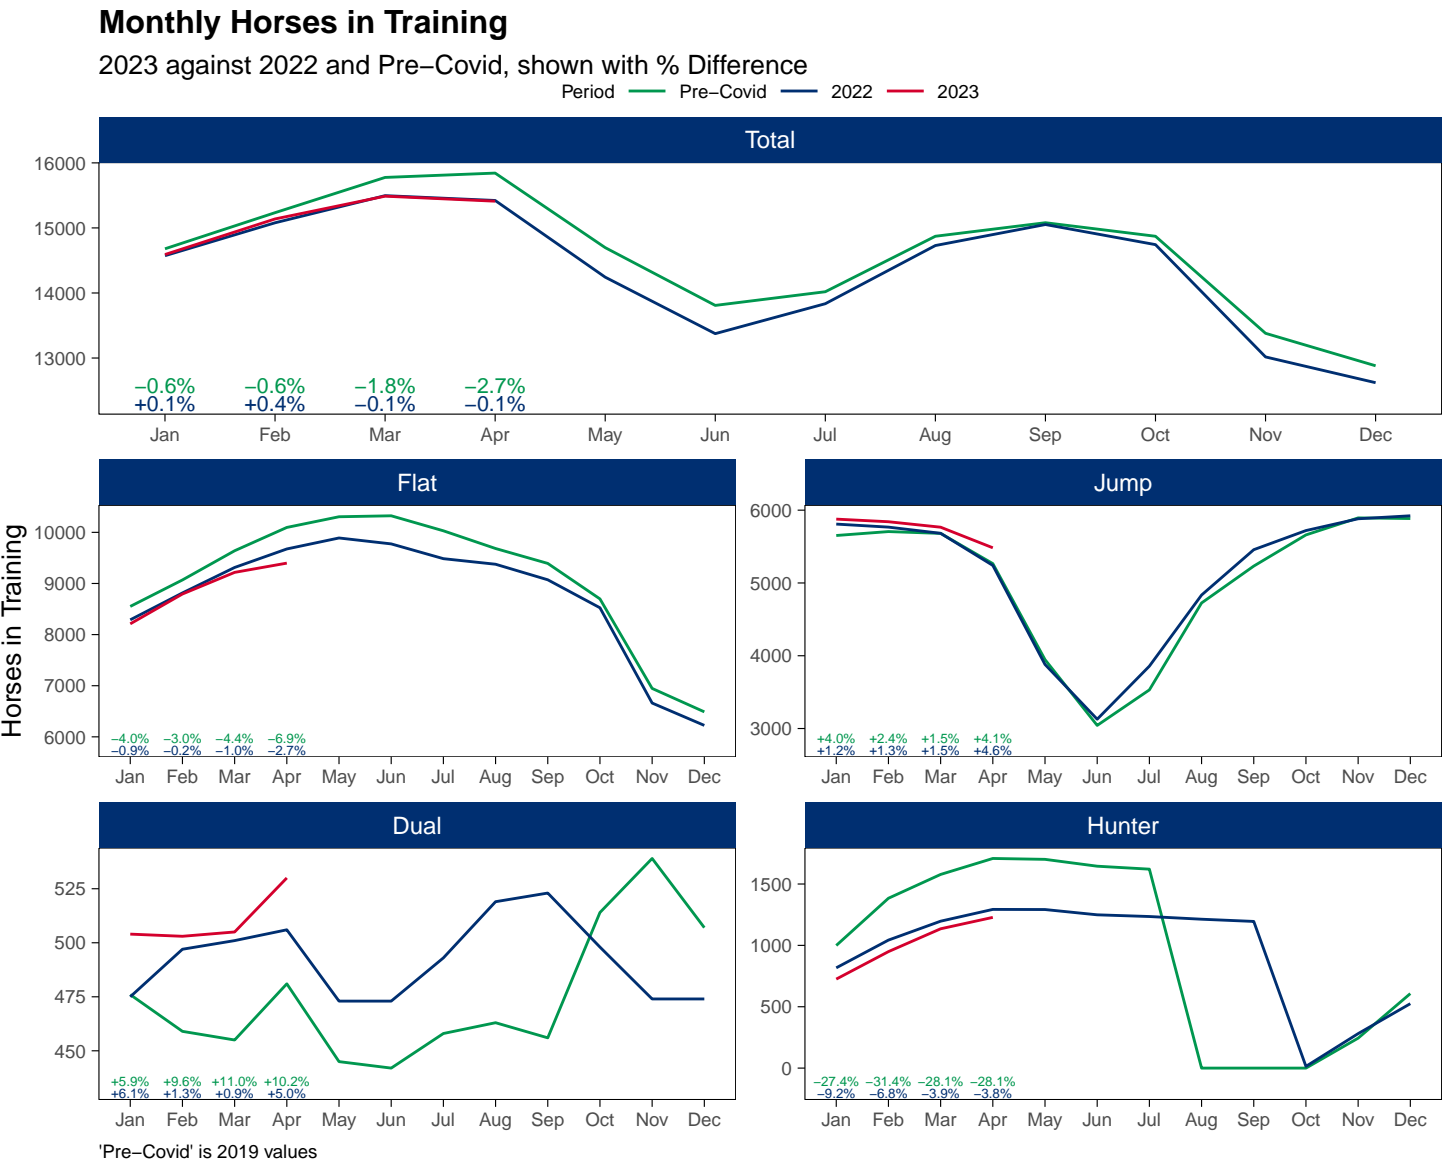 Monthly Horses in Training
2023 against 2022 and Pre−Covid, shown with % Difference
Period Pre−Covid 2022 2023
Total
16000
15000
14000
13000
−0.6% −0.6% −1.8% −2.7%
+0.1% +0.4% −0.1% −0.1%
Jan Feb Mar Apr May Jun Jul Aug Sep Oct Nov Dec
Horses in Training
Flat
10000
9000
8000
7000
6000
−4.0% −3.0% −4.4% −6.9%
−0.9% −0.2% −1.0% −2.7%
Jan Feb Mar Apr May Jun Jul Aug Sep Oct Nov Dec
Jump
6000
5000
4000
3000
+4.0% +2.4% +1.5% +4.1%
+1.2% +1.3% +1.5% +4.6%
Jan Feb Mar Apr May Jun Jul Aug Sep Oct Nov Dec
Dual
525
500
475
450
+5.9% +9.6% +11.0% +10.2%
+6.1% +1.3% +0.9% +5.0%
Jan Feb Mar Apr May Jun Jul Aug Sep Oct Nov Dec
Hunter
1500
1000
500
0
−27.4% −31.4% −28.1% −28.1%
−9.2% −6.8% −3.9% −3.8%
Jan Feb Mar Apr May Jun Jul Aug Sep Oct Nov Dec
'Pre−Covid' is 2019 values